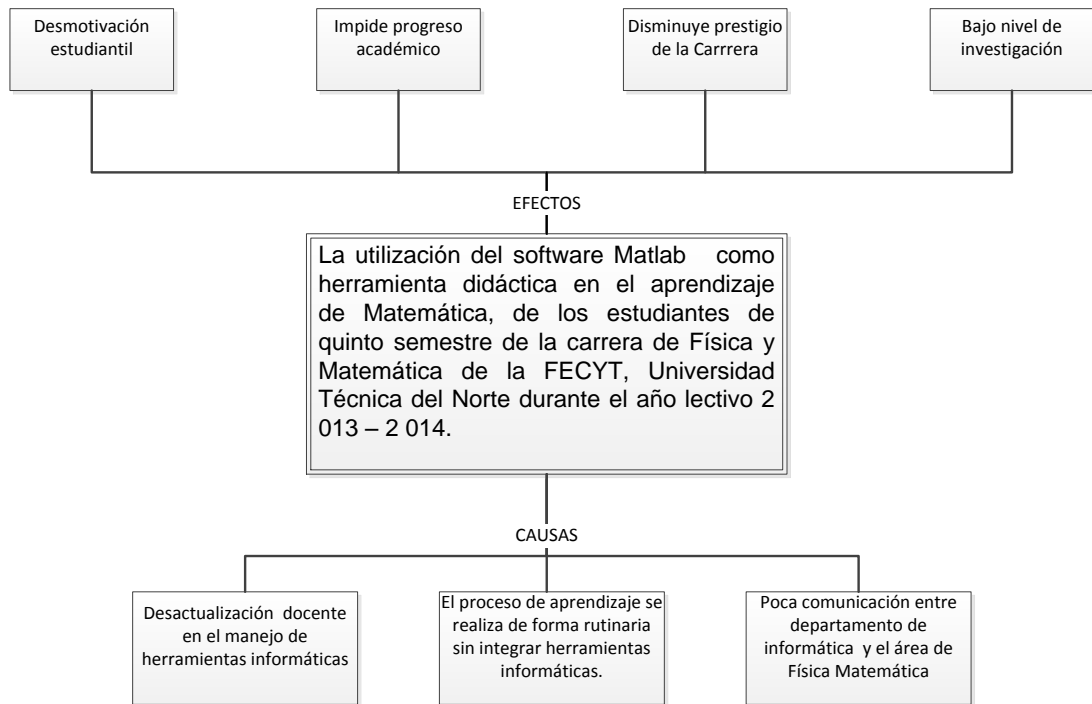 Desmotivación
estudiantil
Impide progreso
académico
Disminuye prestigio
de la Carrrera
Bajo nivel de
investigación
EFECTOS
La utilización del software Matlab como
herramienta didáctica en el aprendizaje
de Matemática, de los estudiantes de
quinto semestre de la carrera de Física y
Matemática de la FECYT, Universidad
Técnica del Norte durante el año lectivo 2
013 – 2 014.
CAUSAS
Desactualización docente
en el manejo de
herramientas informáticas
El proceso de aprendizaje se
realiza de forma rutinaria
sin integrar herramientas
informáticas.
Poca comunicación entre
departamento de
informática y el área de
Física Matemática